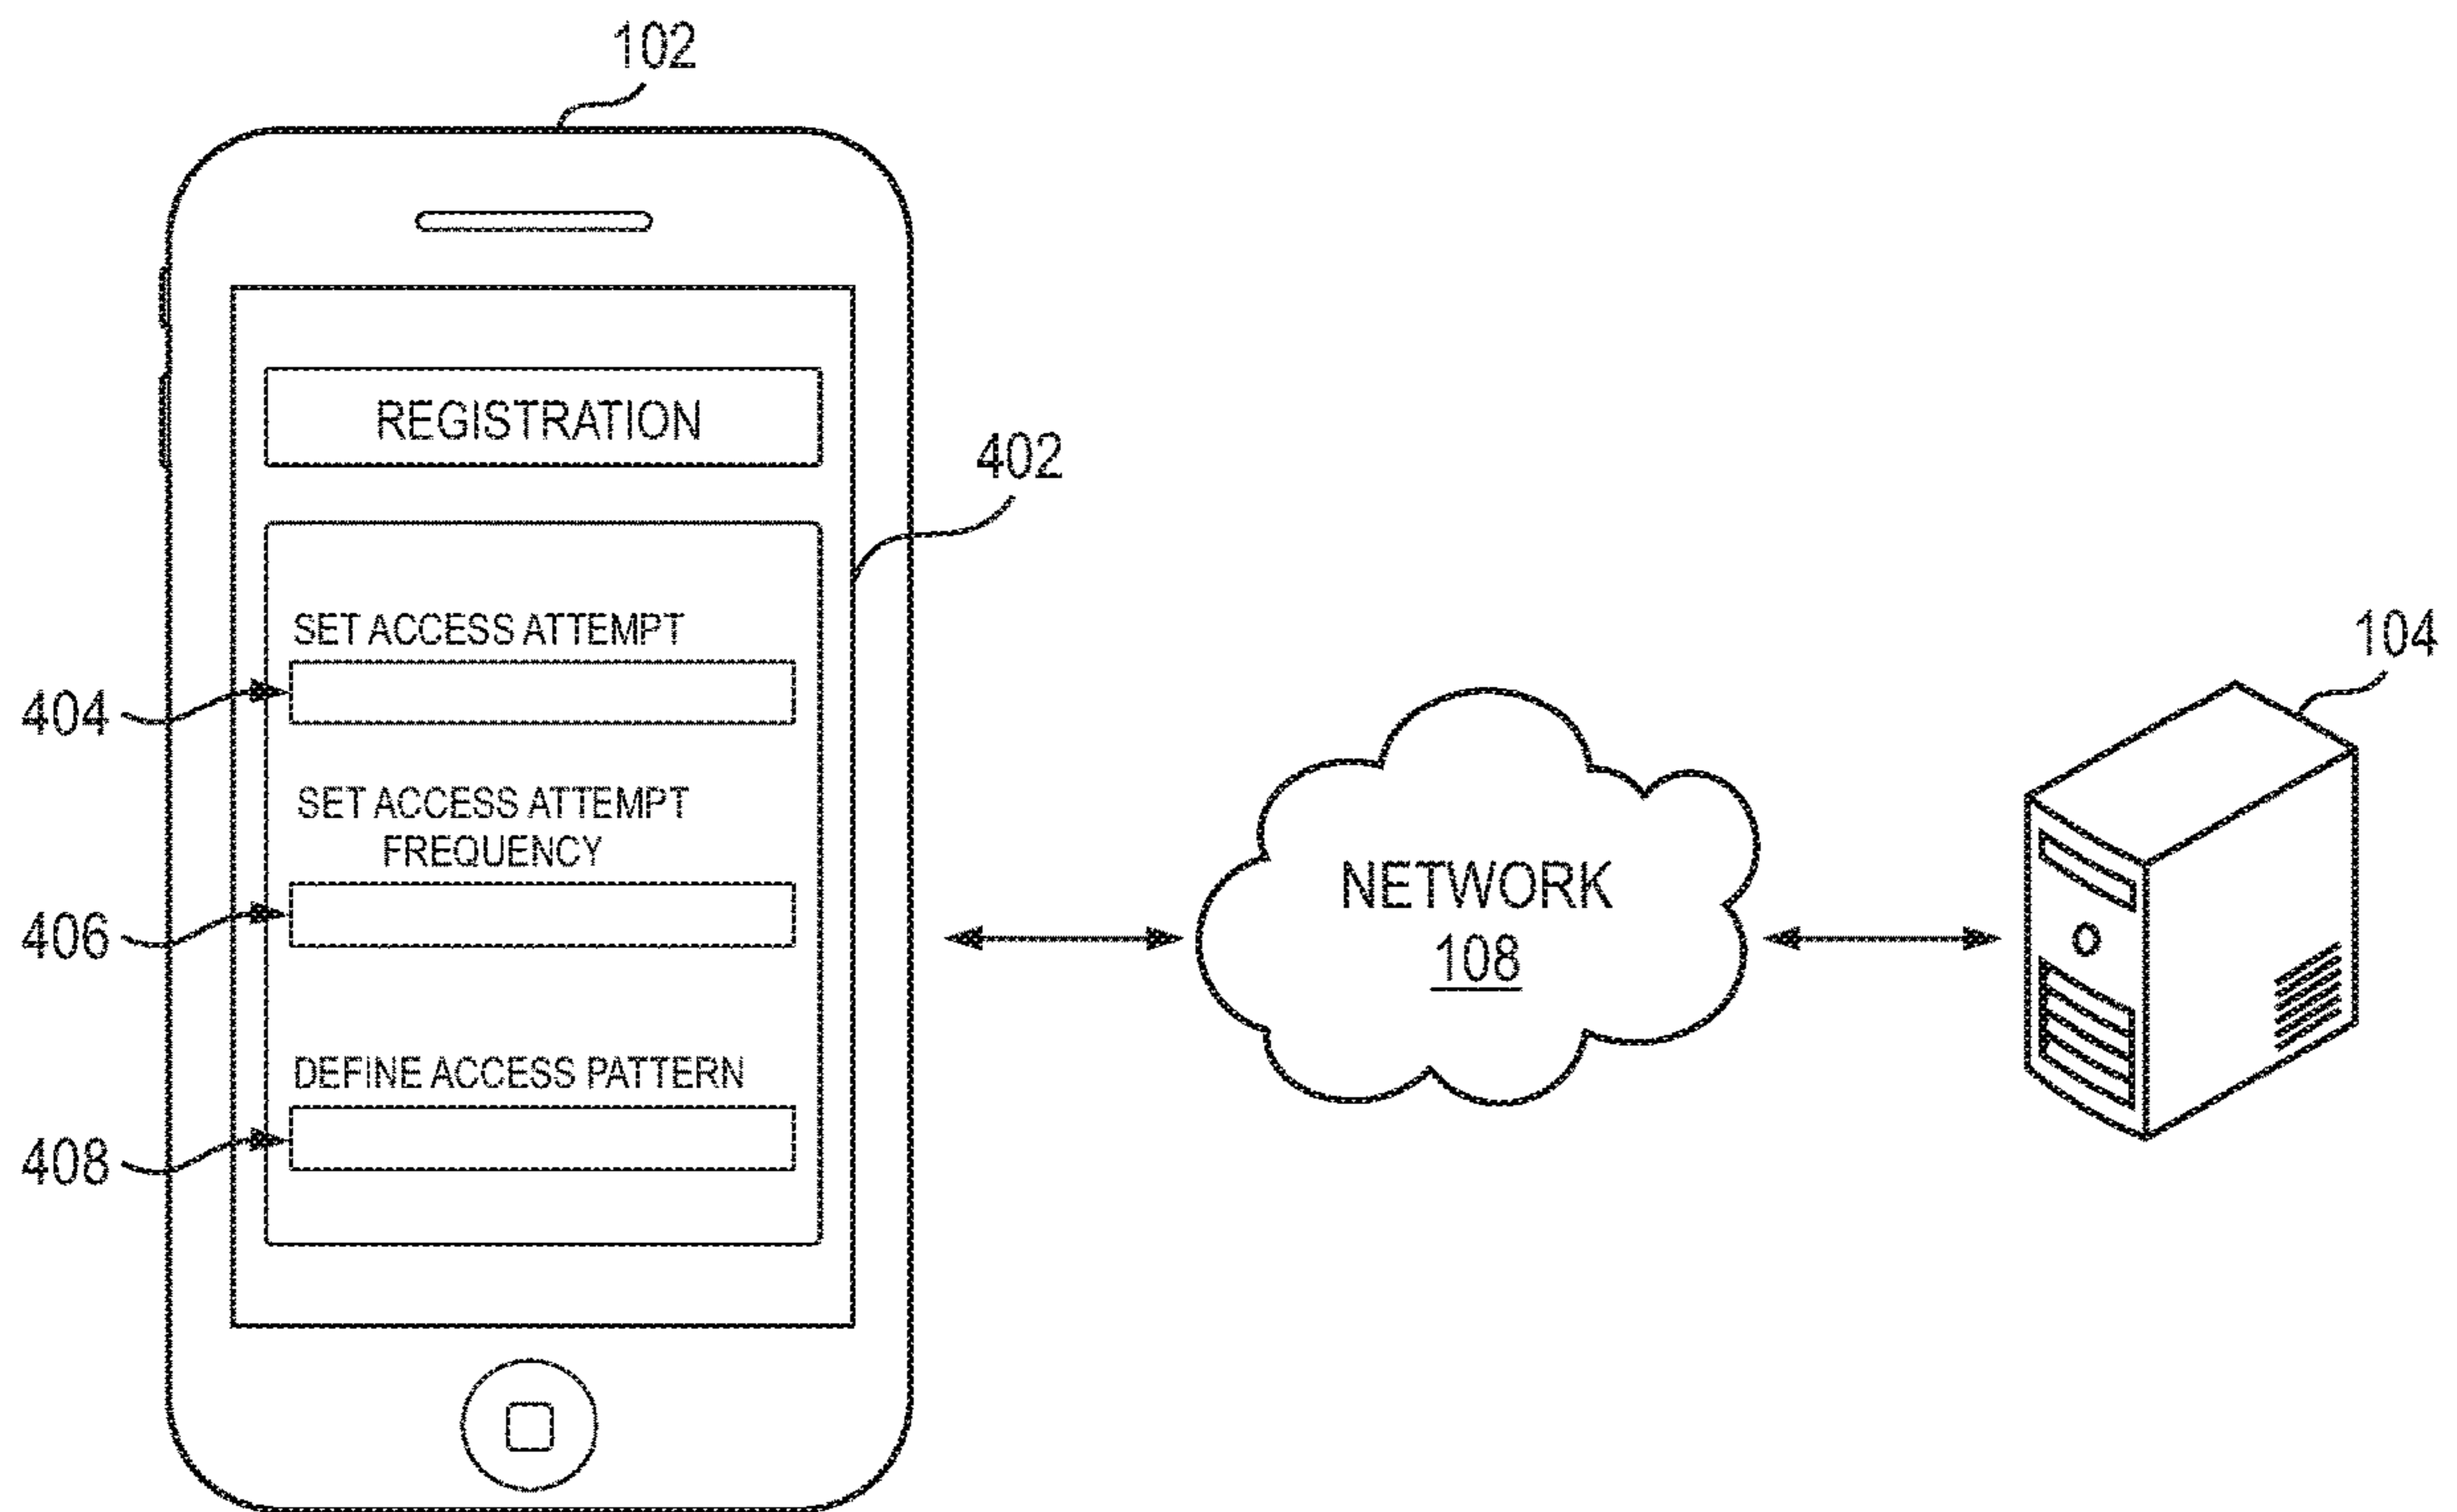 102
REGISTRATION
402
SET ACCESS ATTEMPT
404
SET ACCESS ATTEMPT
FREQUENCY
406
DEFINE ACCESS PATTERN
408
NETWORK
108
104